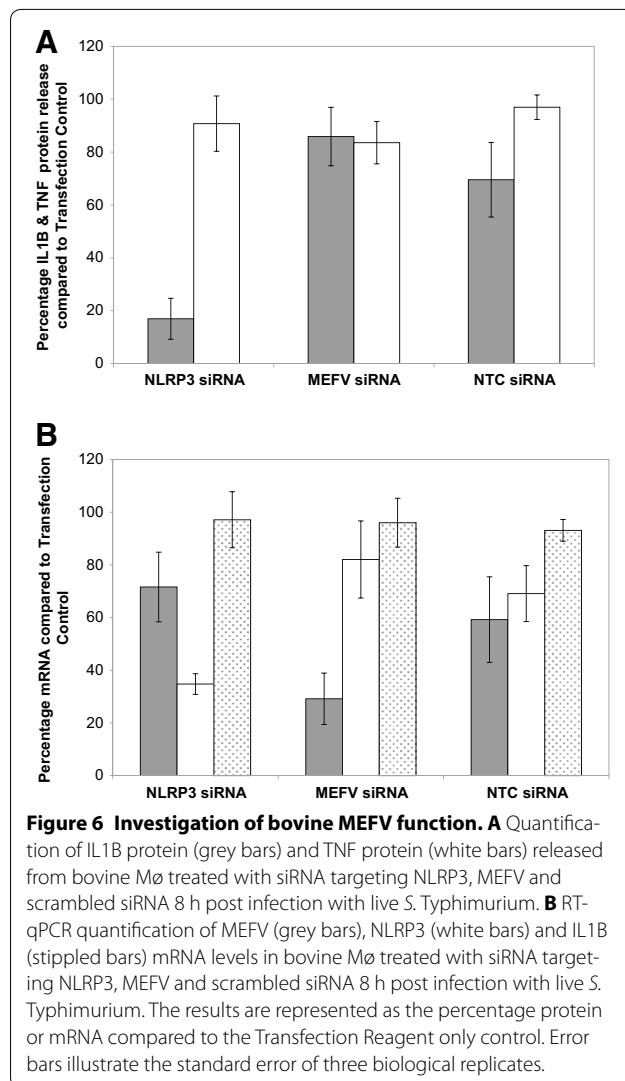 A
Percentage IL1B & TNF protein release
compared to Transfection Control
120
100
80
60
40
20
0
NLRP3 siRNA MEFV siRNA NTC siRNA
B
Percentage mRNA compared to Transfection
Control
120
100
80
60
40
20
0
NLRP3 siRNA MEFV siRNA NTC siRNA
Figure 6 Investigation of bovine MEFV function. A Quantifica-
tion of IL1B protein (grey bars) and TNF protein (white bars) released
from bovine Mø treated with siRNA targeting NLRP3, MEFV and
scrambled siRNA 8 h post infection with live S. Typhimurium. B RT-
qPCR quantification of MEFV (grey bars), NLRP3 (white bars) and IL1B
(stippled bars) mRNA levels in bovine Mø treated with siRNA target-
ing NLRP3, MEFV and scrambled siRNA 8 h post infection with live S.
Typhimurium. The results are represented as the percentage protein
or mRNA compared to the Transfection Reagent only control. Error
bars illustrate the standard error of three biological replicates.